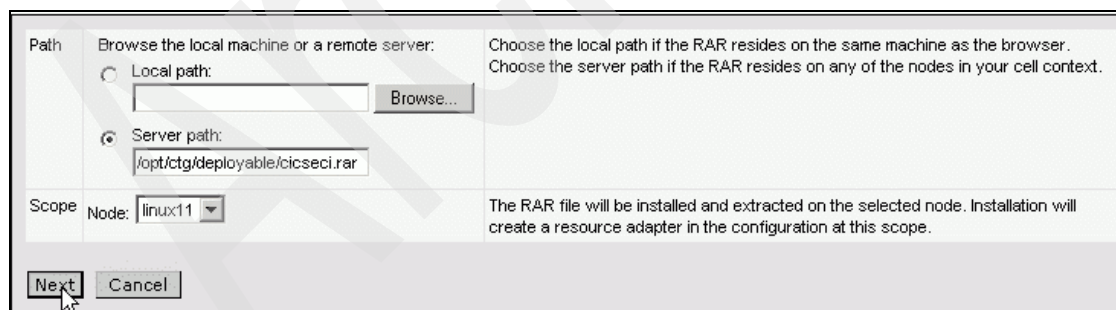 Path
Browse the local machine or a remote server:
Local path:
Browse...
Server path:
/opt/ctg/deployable/cicseci.rar
Choose the local path if the RAR resides on the same machine as the browser.
Choose the server path if the RAR resides on any of the nodes in your cell context.
Scope
Node: linux11
The RAR file will be installed and extracted on the selected node. Installation will
create a resource adapter in the configuration at this scope.
Next
Cancel